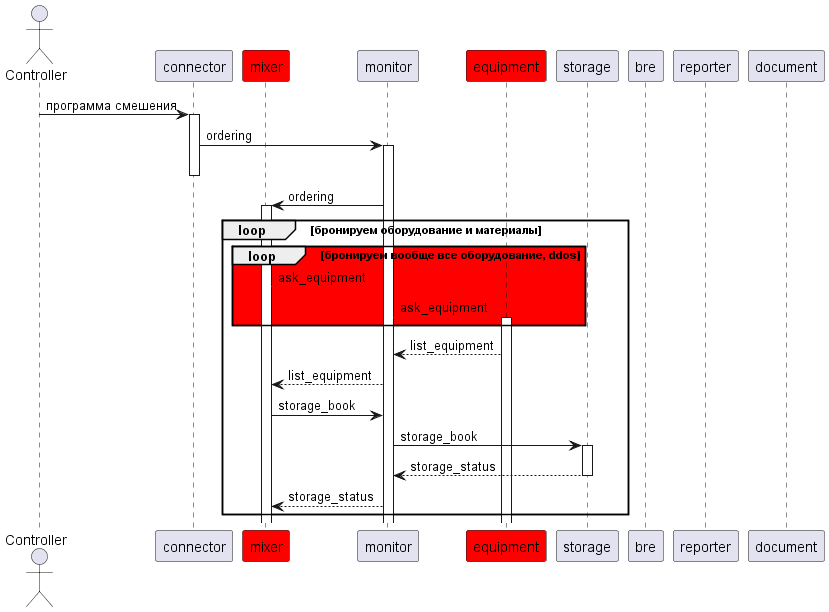 Controller
connector mixer monitor equipment storage bre reporter document
программа смешения
ordering
ordering
loop [бронируем оборудование и материалы]
loop [бронируем вообще все оборудование, ddos]
ask_equipment
ask_equipment
list_equipment
list_equipment
storage_book
storage_book
storage_status
storage_status
Controller
connector mixer monitor equipment storage bre reporter document